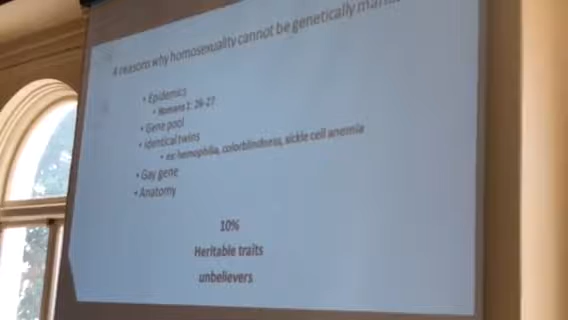 4 reasons why homosexuality cannot be genetically
• Epidemics
• Romans 1: 26-27
• Gene pool
• Identical twins
• ex: hemophilia, colorblindness, sickle cell anemia
• Gay gene
• Anatomy
10%
Heritable traits
unbelievers